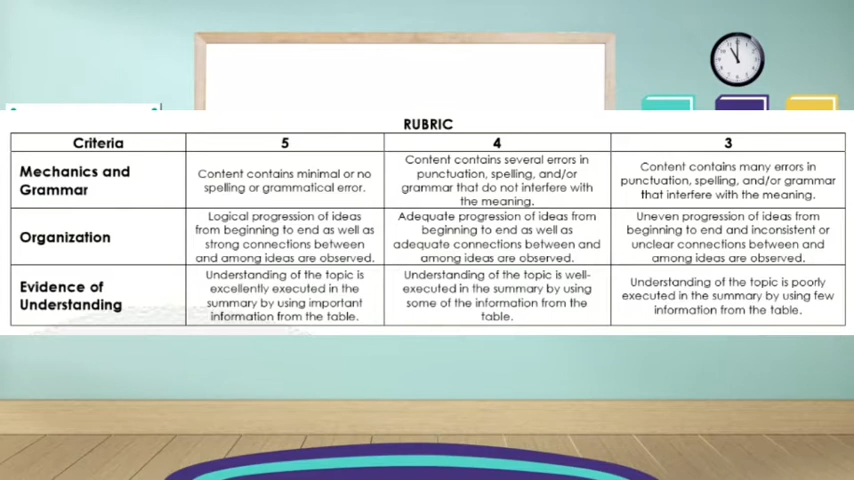 RUBRIC
Criteria 5 4 3
Mechanics and Grammar
Content contains minimal or no
spelling or grammatical error.
Content contains several errors in
punctuation, spelling, and/or
grammar that do not interfere with
the meaning.
Content contains many errors in
punctuation, spelling, and/or grammar
that interfere with the meaning.
Organization
Logical progression of ideas
from beginning to end as well as
strong connections between
and among ideas are observed.
Adequate progression of ideas from
beginning to end as well as
adequate connections between and
among ideas are observed.
Uneven progression of ideas from
beginning to end and inconsistent or
unclear connections between and
among ideas are observed.
Evidence of
Understanding
Understanding of the topic is
excellently executed in the
summary by using important
information from the table.
Understanding of the topic is well-
executed in the summary by using
some of the information from the
table.
Understanding of the topic is poorly
executed in the summary by using few
information from the table.